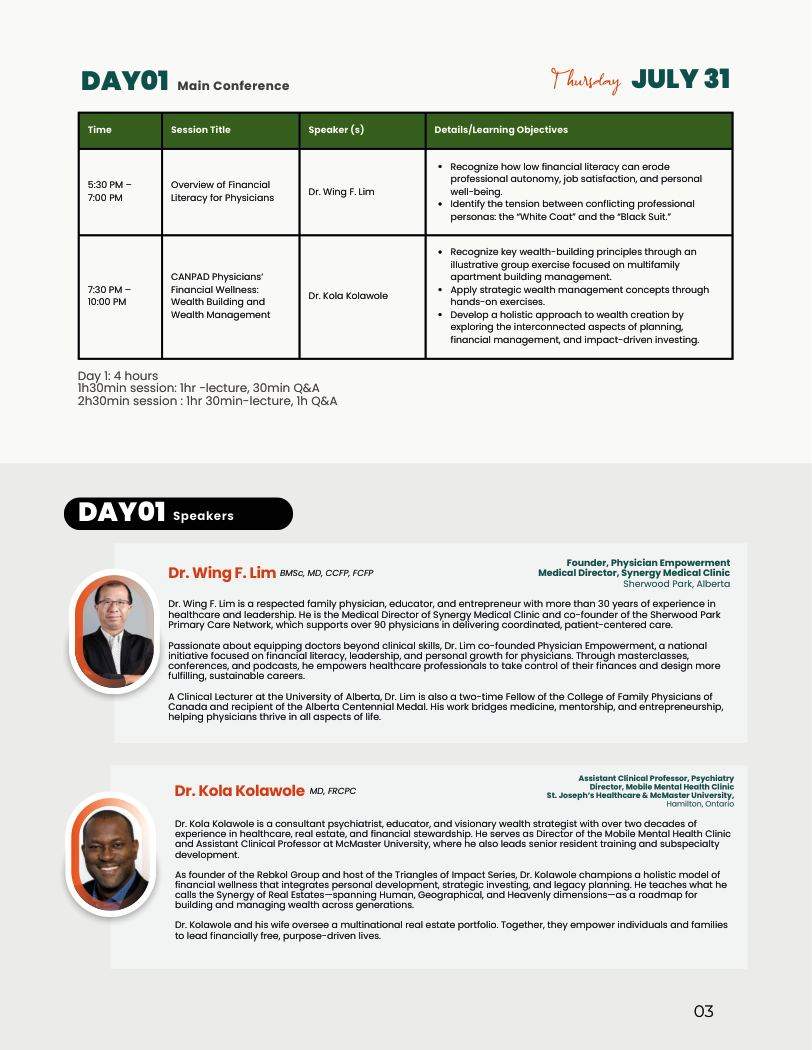 DAY01 Main Conference
Thursday JULY 31
Time Session Title Speaker (s) Details/Learning Objectives
5:30 PM –
7:00 PM
Overview of Financial
Literacy for Physicians
Dr. Wing F. Lim
• Recognize how low financial literacy can erode
professional autonomy, job satisfaction, and personal
well-being.
• Identify the tension between conflicting professional
personas: the “White Coat” and the “Black Suit.”
7:30 PM –
10:00 PM
CANPAD Physicians’
Financial Wellness:
Wealth Building and
Wealth Management
Dr. Kola Kolawole
• Recognize key wealth-building principles through an
illustrative group exercise focused on multifamily
apartment building management.
• Apply strategic wealth management concepts through
hands-on exercises.
• Develop a holistic approach to wealth creation by
exploring the interconnected aspects of planning,
financial management, and impact-driven investing.
Day 1: 4 hours
1h30min session: 1hr -lecture, 30min Q&A
2h30min session : 1hr 30min-lecture, 1h Q&A
DAY01 Speakers
Dr. Wing F. Lim BMSc, MD, CCFP, FCFP
Founder, Physician Empowerment
Medical Director, Synergy Medical Clinic
Sherwood Park, Alberta
Dr. Wing F. Lim is a respected family physician, educator, and entrepreneur with more than 30 years of experience in
healthcare and leadership. He is the Medical Director of Synergy Medical Clinic and co-founder of the Sherwood Park
Primary Care Network, which supports over 90 physicians in delivering coordinated, patient-centered care.
Passionate about equipping doctors beyond clinical skills, Dr. Lim co-founded Physician Empowerment, a national
initiative focused on financial literacy, leadership, and personal growth for physicians. Through masterclasses,
conferences, and podcasts, he empowers healthcare professionals to take control of their finances and design more
fulfilling, sustainable careers.
A Clinical Lecturer at the University of Alberta, Dr. Lim is also a two-time Fellow of the College of Family Physicians of
Canada and recipient of the Alberta Centennial Medal. His work bridges medicine, mentorship, and entrepreneurship,
helping physicians thrive in all aspects of life.
Dr. Kola Kolawole MD, FRCPC
Assistant Clinical Professor, Psychiatry
Director, Mobile Mental Health Clinic
St. Joseph’s Healthcare & McMaster University,
Hamilton, Ontario
Dr. Kola Kolawole is a consultant psychiatrist, educator, and visionary wealth strategist with over two decades of
experience in healthcare, real estate, and financial stewardship. He serves as Director of the Mobile Mental Health Clinic
and Assistant Clinical Professor at McMaster University, where he also leads senior resident training and subspecialty
development.
As founder of the Rebkol Group and host of the Triangles of Impact Series, Dr. Kolawole champions a holistic model of
financial wellness that integrates personal development, strategic investing, and legacy planning. He teaches what he
calls the Synergy of Real Estates—spanning Human, Geographical, and Heavenly dimensions—as a roadmap for
building and managing wealth across generations.
Dr. Kolawole and his wife oversee a multinational real estate portfolio. Together, they empower individuals and families
to lead financially free, purpose-driven lives.
03